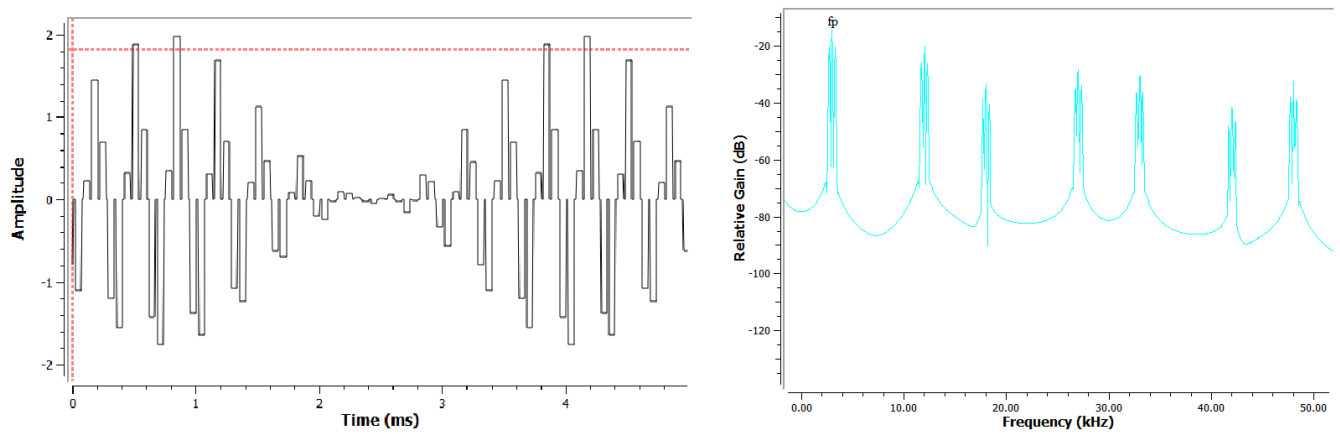 Amplitude
2
1
0
-1
-2
0 1 2 3 4
Time (ms)
fp
Relative Gain (dB)
-20
-40
-60
-80
-100
-120
0.00 10.00 20.00 30.00 40.00 50.00
Frequency (kHz)